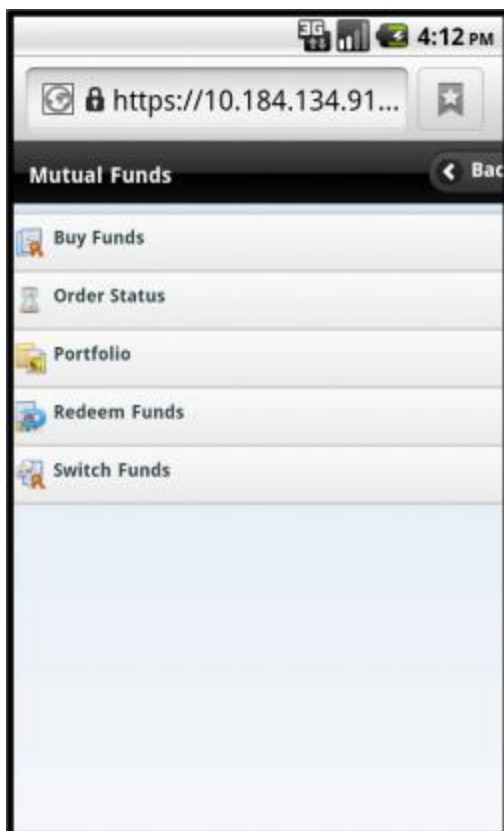 3G 4:12 PM
https://10.184.134.91...
Mutual Funds Bac
Buy Funds
Order Status
Portfolio
Redeem Funds
Switch Funds